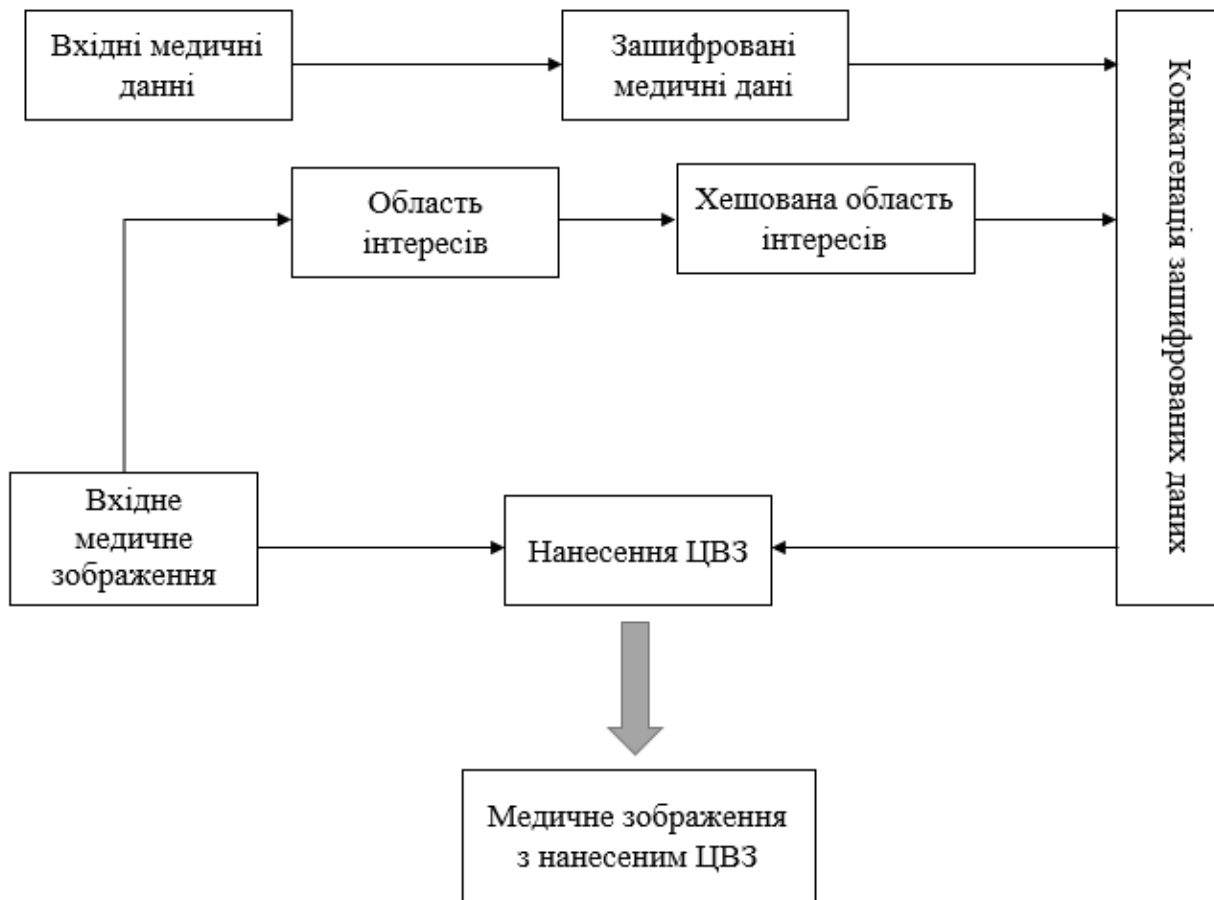 Вхідні медичні
данні
Зашифровані
медичні дані
Конкатенація зашифрованих даних
Область
інтересів
Хешована область
інтересів
Вхідне
медичне
зображення
Нанесення ЦВЗ
Медичне зображення
з нанесеним ЦВЗ